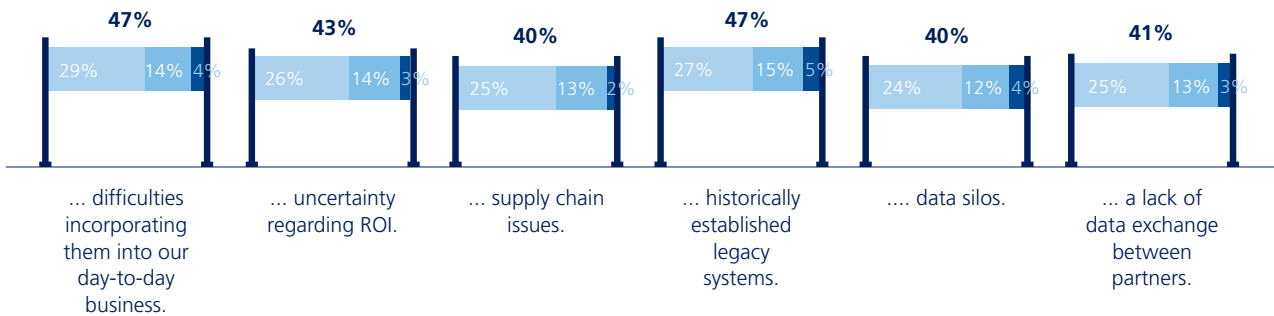 47%
29% 14% 4%
... difficulties
incorporating
them into our
day-to-day
business.
43%
26% 14% 3%
... uncertainty
regarding ROI.
40%
25% 13% 2%
... supply chain
issues.
47%
27% 15% 5%
... historically
established
legacy
systems.
40%
24% 12% 4%
.... data silos.
41%
25% 13% 3%
... a lack of
data exchange
between
partners.